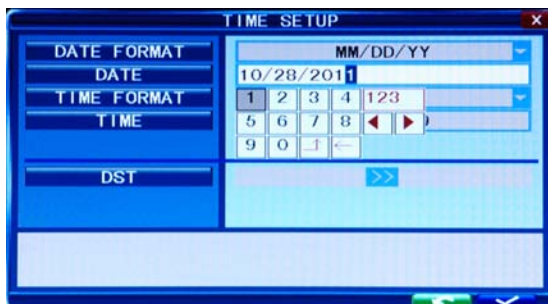 TIME SETUP
DATE FORMAT MM/DD/YY
DATE 10/28/2011
TIME FORMAT
1 2 3 4 123
TIME
5 6 7 8
9 0
DST >>